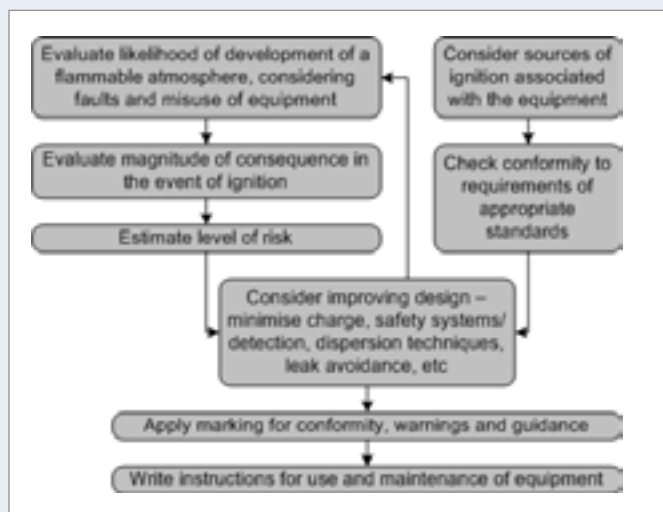 Evaluate likelihood of development of a
flammable atmosphere, considering
faults and misuse of equipment
Consider sources of
ignition associated
with the equipment
Evaluate magnitude of consequence in
the event of ignition
Check conformity to
requirements of
appropriate
standards
Estimate level of risk
Consider improving design –
minimise charge, safety systems/
detection, dispersion techniques,
leak avoidance, etc
Apply marking for conformity, warnings and guidance
Write instructions for use and maintenance of equipment